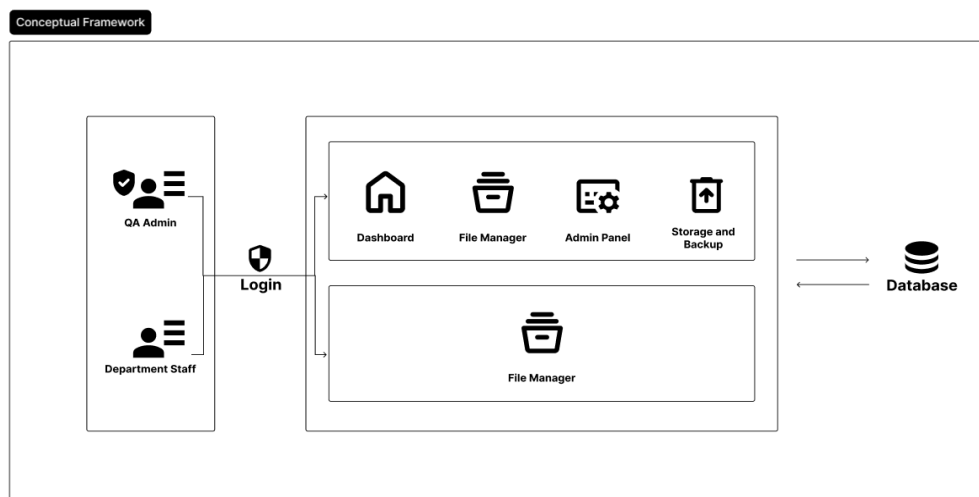 Conceptual Framework
QA Admin
Department Staff
Login
Dashboard
File Manager
Admin Panel
Storage and
Backup
File Manager
Database